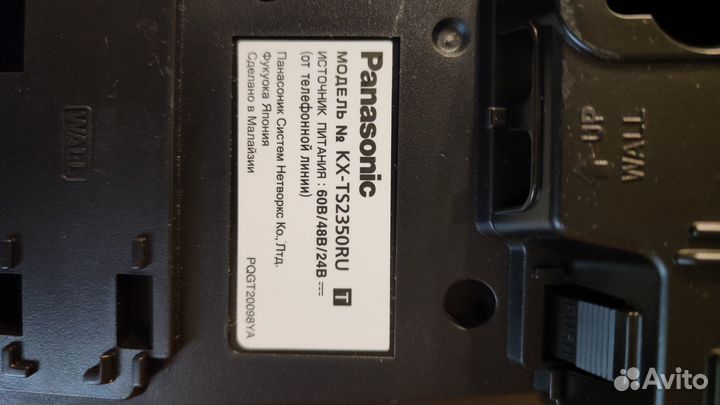 Panasonic
МОДЕЛЬ № KX-TS2350RU T
ИСТОЧНИК ПИТАНИЯ : 60В/48В/24В
(от телефонной линии)
Панасоник Систем Нетворкс Ко., Лтд.
Фукуока Япония
Сделано в Малайзии
PQGT20098YA
WALL
UP
WALL
PUSH
Avito